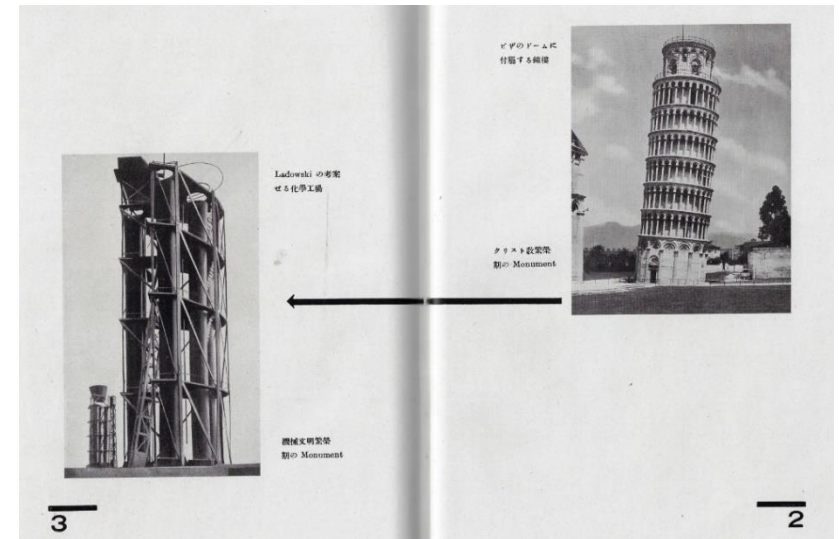 ピザのドームに
付屬する鐘樓
クリスト教繁榮
期の Monument
2
Ladowski の考案
せる化學工場
機械文明繁榮
期の Monument
3